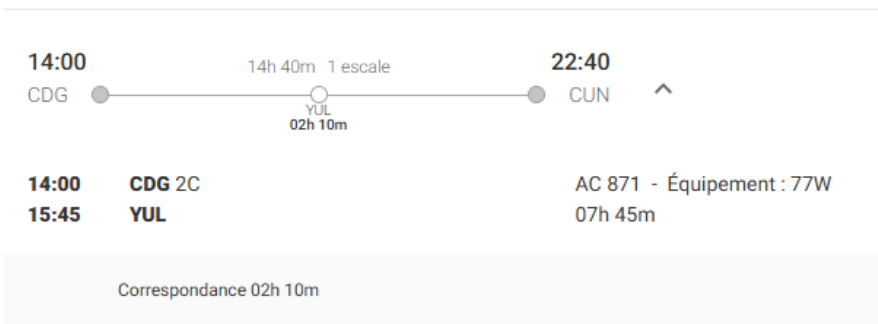 14:00 14h 40m 1 escale 22:40
CDG CUN
YUL
02h 10m
14:00 CDG 2C AC 871 - Équipement : 77W
15:45 YUL 07h 45m
Correspondance 02h 10m